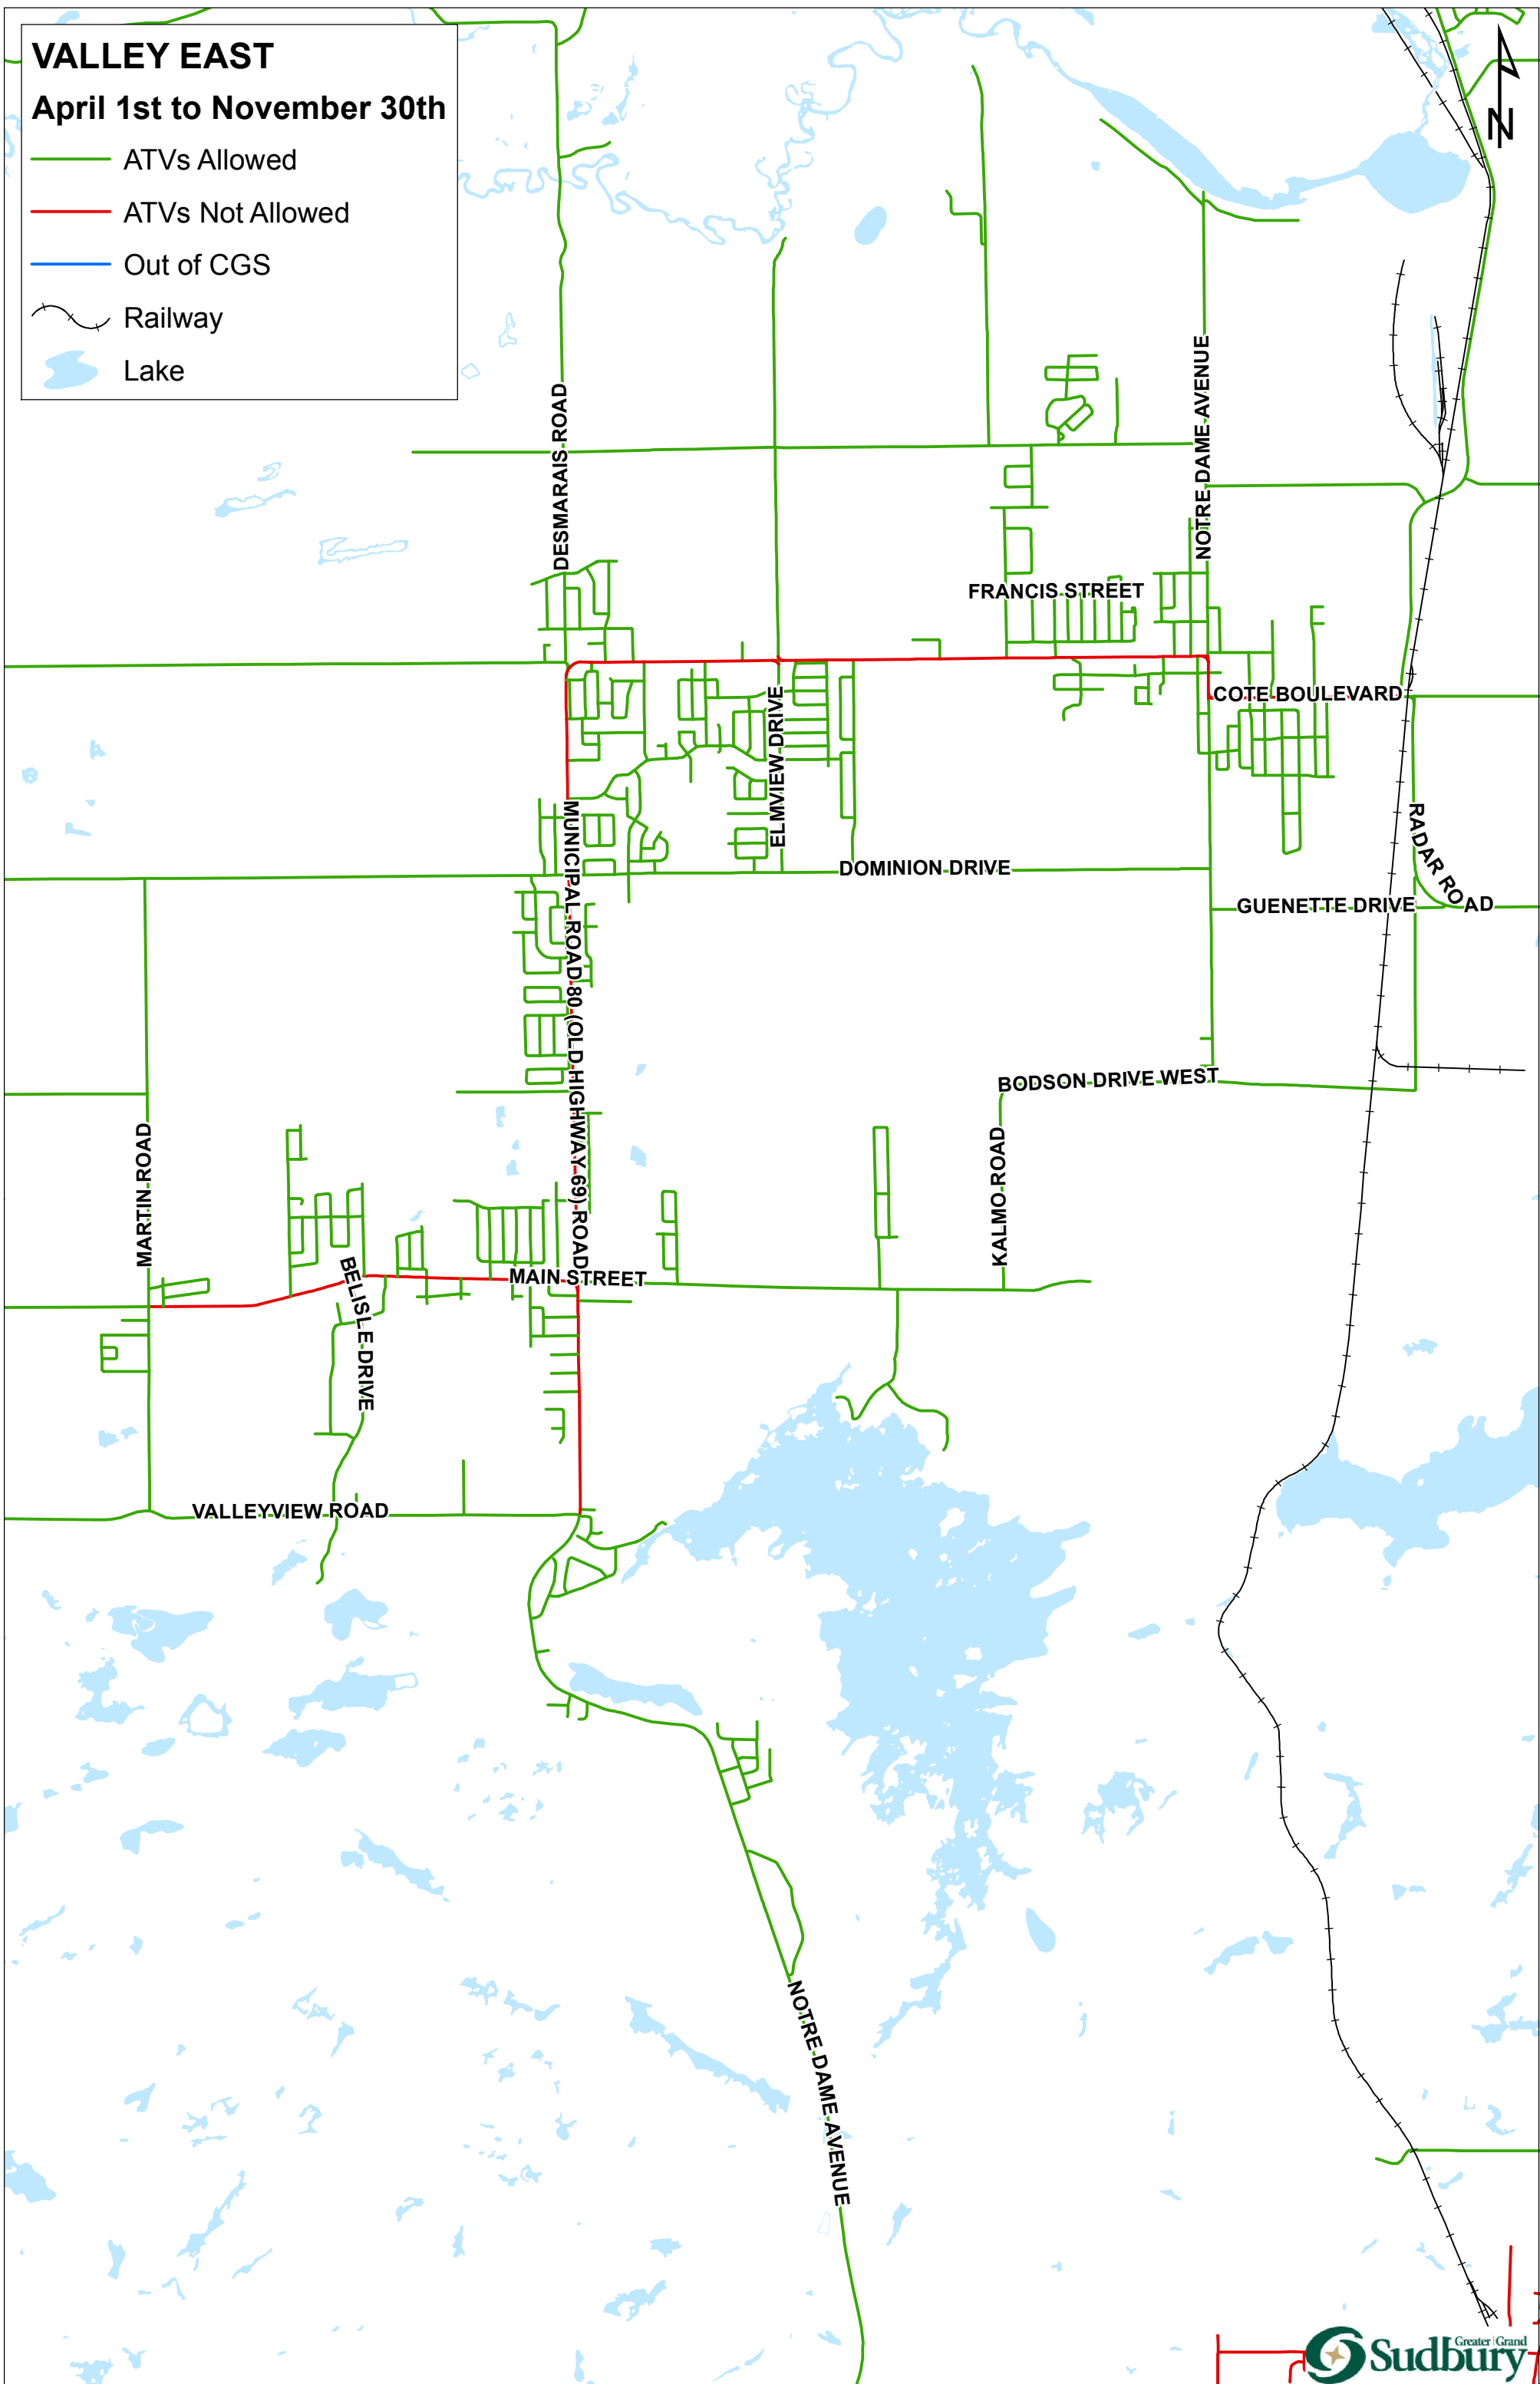 VALLEY EAST
April 1st to November 30th
ATVs Allowed
ATVs Not Allowed
Out of CGS
Railway
Lake
N
DESMARAIS ROAD
NOTRE DAME AVENUE
FRANCIS STREET
COTE BOULEVARD
ELMVIEW DRIVE
MUNICIPAL ROAD 80 (OLD HIGHWAY 69) ROAD
DOMINION DRIVE
RADAR ROAD
GUENETTE DRIVE
BODSON DRIVE WEST
MARTIN ROAD
KALMO ROAD
BELISLE DRIVE
MAIN STREET
VALLEYVIEW ROAD
NOTRE DAME AVENUE
Greater Grand
Sudbury